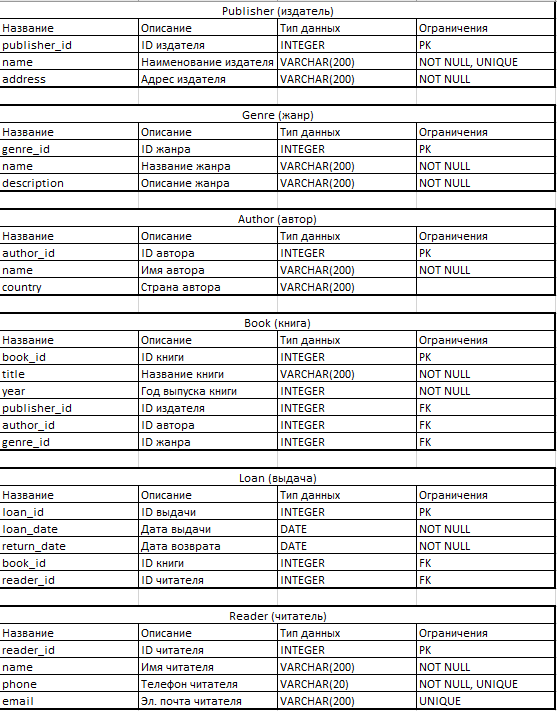 Publisher (издатель)
Название Описание Тип данных Ограничения
publisher_id ID издателя INTEGER PK
name Наименование издателя VARCHAR(200) NOT NULL, UNIQUE
address Адрес издателя VARCHAR(200) NOT NULL
Genre (жанр)
Название Описание Тип данных Ограничения
genre_id ID жанра INTEGER PK
name Название жанра VARCHAR(200) NOT NULL
description Описание жанра VARCHAR(200) NOT NULL
Author (автор)
Название Описание Тип данных Ограничения
author_id ID автора INTEGER PK
name Имя автора VARCHAR(200) NOT NULL
country Страна автора VARCHAR(200)
Book (книга)
Название Описание Тип данных Ограничения
book_id ID книги INTEGER PK
title Название книги VARCHAR(200) NOT NULL
year Год выпуска книги INTEGER NOT NULL
publisher_id ID издателя INTEGER FK
author_id ID автора INTEGER FK
genre_id ID жанра INTEGER FK
Loan (выдача)
Название Описание Тип данных Ограничения
loan_id ID выдачи INTEGER PK
loan_date Дата выдачи DATE NOT NULL
return_date Дата возврата DATE NOT NULL
book_id ID книги INTEGER FK
reader_id ID читателя INTEGER FK
Reader (читатель)
Название Описание Тип данных Ограничения
reader_id ID читателя INTEGER PK
name Имя читателя VARCHAR(200) NOT NULL
phone Телефон читателя VARCHAR(20) NOT NULL, UNIQUE
email Эл. почта читателя VARCHAR(200) UNIQUE